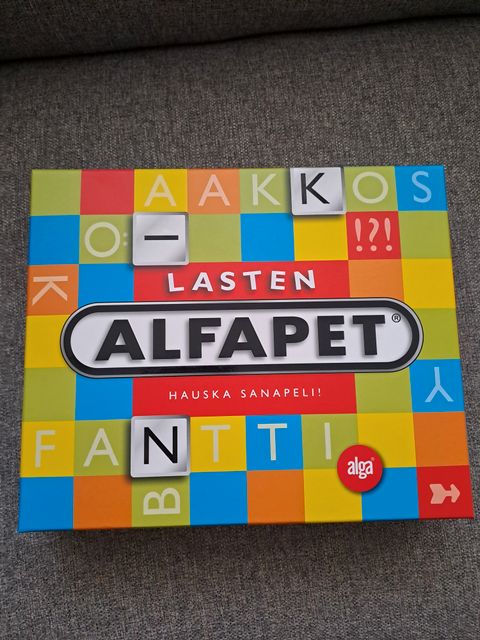 AAKKOS
Ö I !?!
K
LASTEN
ALFAPET®
HAUSKA SANAPELI!
Y
FANTTI
alga
B